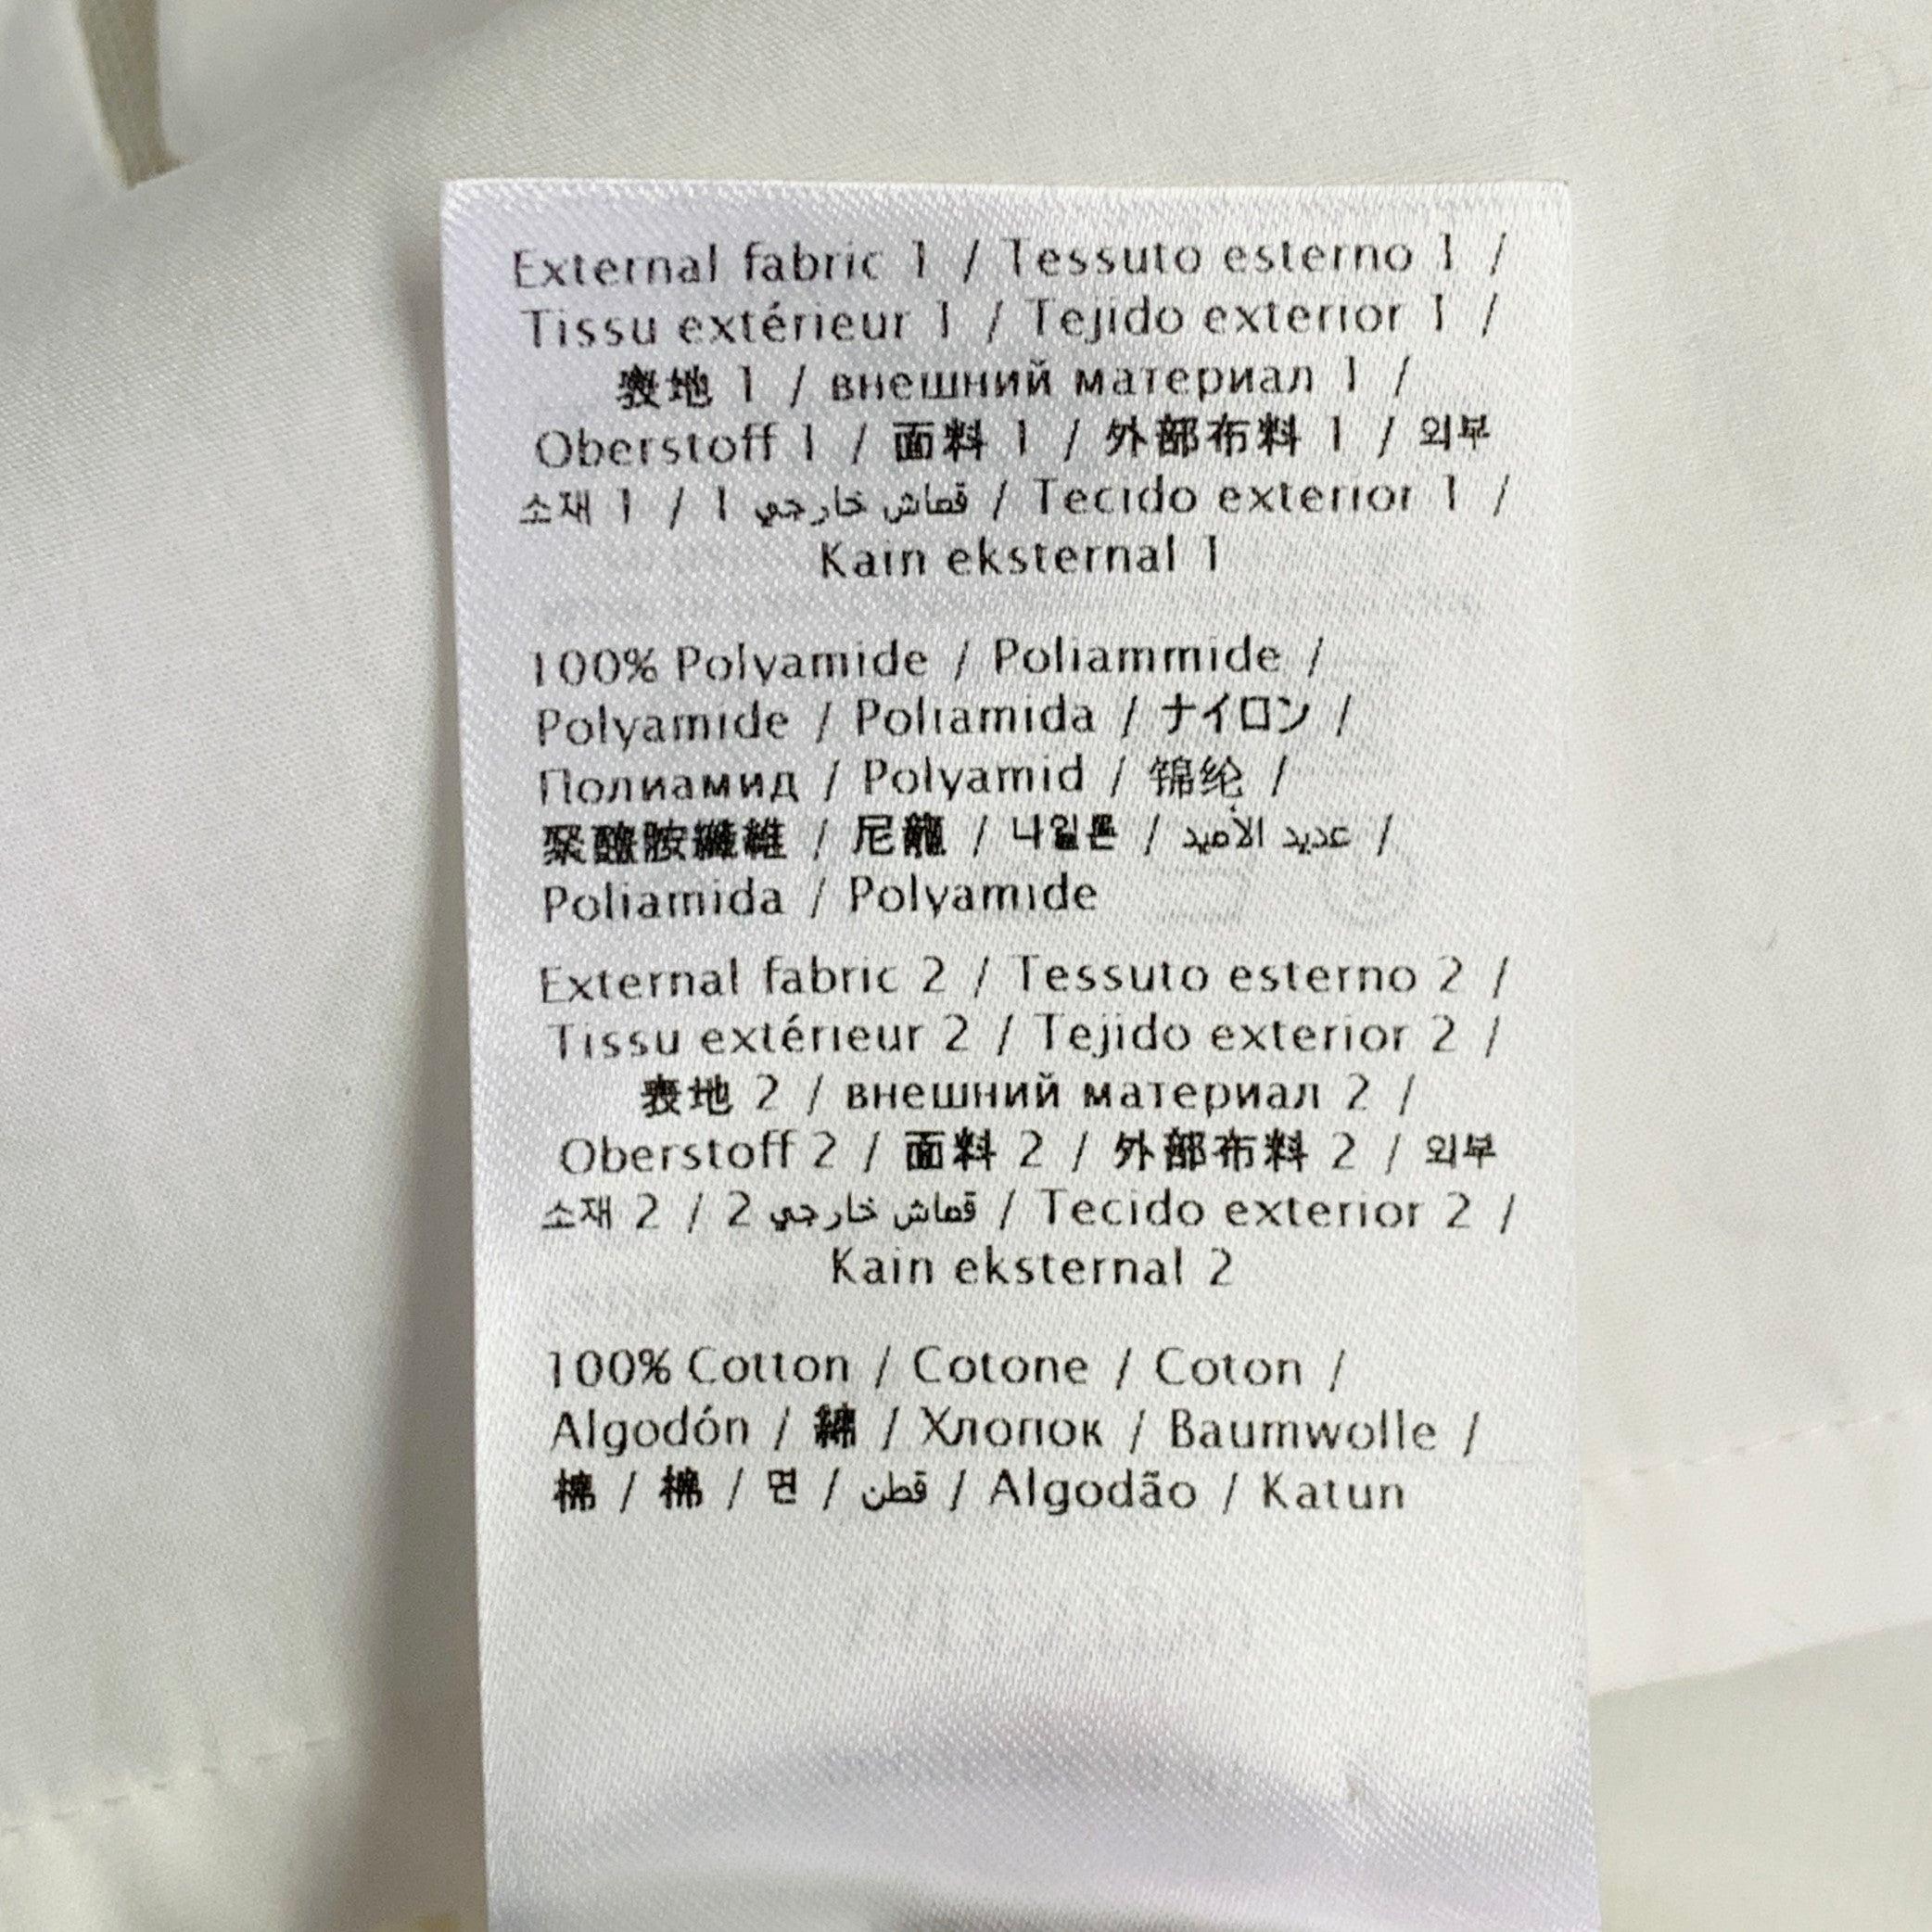 External fabric 1 / Tessuto esterno 1 /
Tissu extérieur 1 / Tejido exterior 1 /
表地 1 / внешний материал 1 /
Oberstoff 1 / 面料 1 / 外部布料 1 / 외부
소재 1 / 1 قماش خارجي / Tecido exterior 1 /
Kain eksternal 1
100% Polyamide / Poliammide /
Polyamide / Poliamida / ナイロン /
Полиамид / Polyamid / 锦纶 /
聚醯胺纖維 / 尼龍 / 나일론 / عديد الأميد /
Poliamida / Polyamide
External fabric 2 / Tessuto esterno 2 /
Tissu extérieur 2 / Tejido exterior 2 /
表地 2 / внешний материал 2 /
Oberstoff 2 / 面料 2 / 外部布料 2 / 외부
소재 2 / 2 قماش خارجي / Tecido exterior 2 /
Kain eksternal 2
100% Cotton / Cotone / Coton /
Algodón / 綿 / Хлопок / Baumwolle /
棉 / 棉 / 면 / قطن / Algodão / Katun